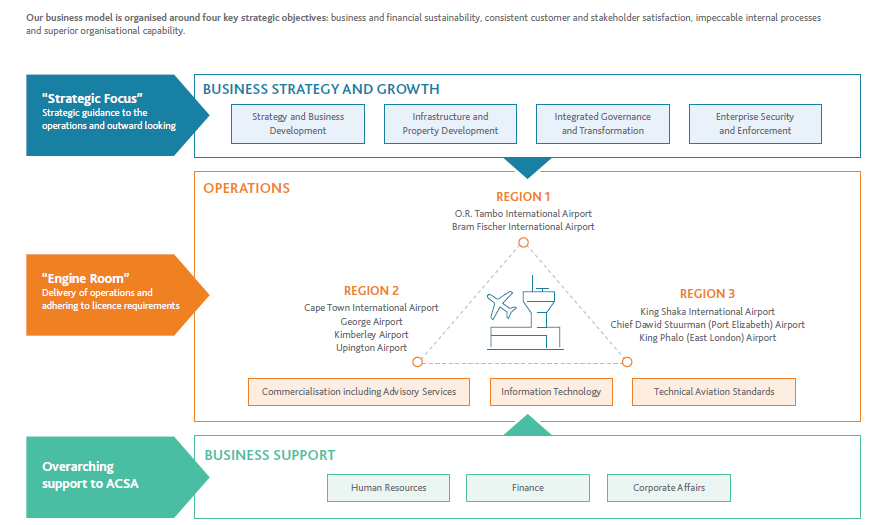 Our business model is organised around four key strategic objectives: business and financial sustainability, consistent customer and stakeholder satisfaction, impeccable internal processes
and superior organisational capability.
"Strategic Focus"
Strategic guidance to the
operations and outward looking
BUSINESS STRATEGY AND GROWTH
Strategy and Business
Development
Infrastructure and
Property Development
Integrated Governance
and Transformation
Enterprise Security
and Enforcement
"Engine Room"
Delivery of operations and
adhering to licence requirements
OPERATIONS
REGION 1
O.R. Tambo International Airport
Bram Fischer International Airport
REGION 2
Cape Town International Airport
George Airport
Kimberley Airport
Upington Airport
REGION 3
King Shaka International Airport
Chief Dawid Stuurman (Port Elizabeth) Airport
King Phalo (East London) Airport
Commercialisation including Advisory Services
Information Technology
Technical Aviation Standards
Overarching
support to ACSA
BUSINESS SUPPORT
Human Resources
Finance
Corporate Affairs